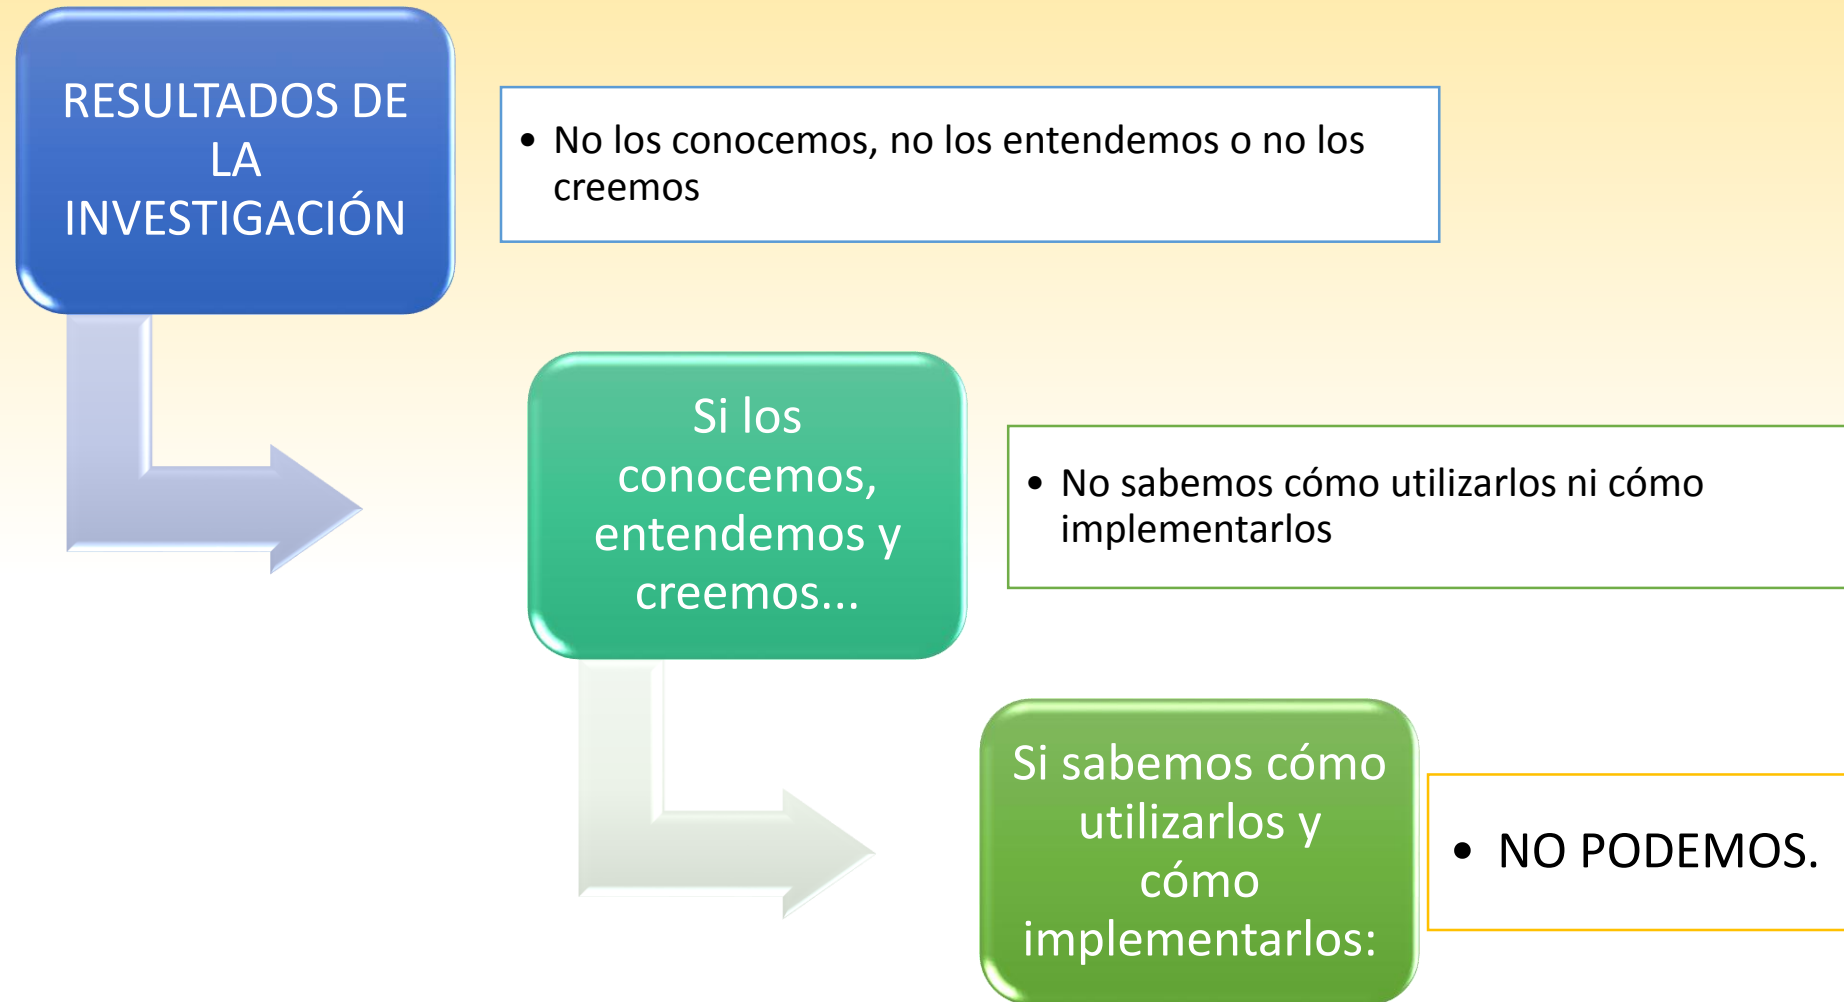 RESULTADOS DE
LA
INVESTIGACIÓN
• No los conocemos, no los entendemos o no los
creemos
Si los
conocemos,
entendemos y
creemos...
• No sabemos cómo utilizarlos ni cómo
implementarlos
Si sabemos cómo
utilizarlos y
cómo
implementarlos:
• NO PODEMOS.